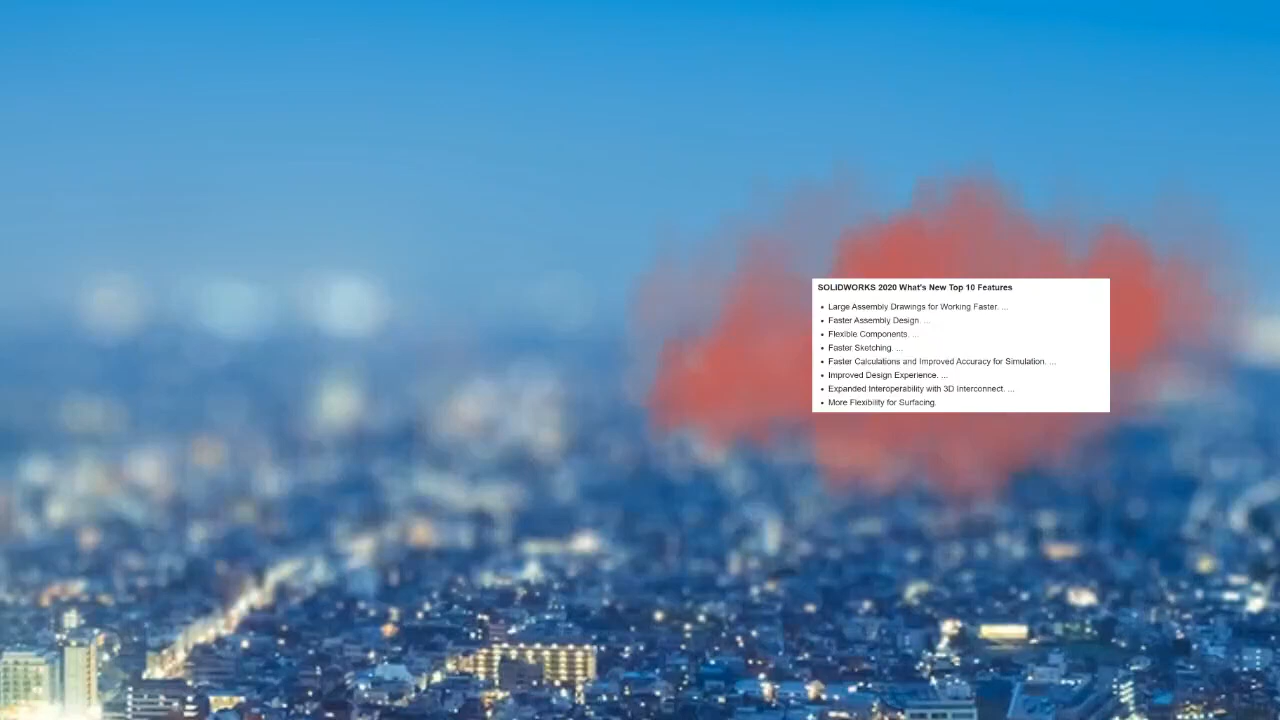 SOLIDWORKS 2020 What's New Top 10 Features
• Large Assembly Drawings for Working Faster. ...
• Faster Assembly Design. ...
• Flexible Components. ...
• Faster Sketching. ...
• Faster Calculations and Improved Accuracy for Simulation. ...
• Improved Design Experience. ...
• Expanded Interoperability with 3D Interconnect. ...
• More Flexibility for Surfacing.